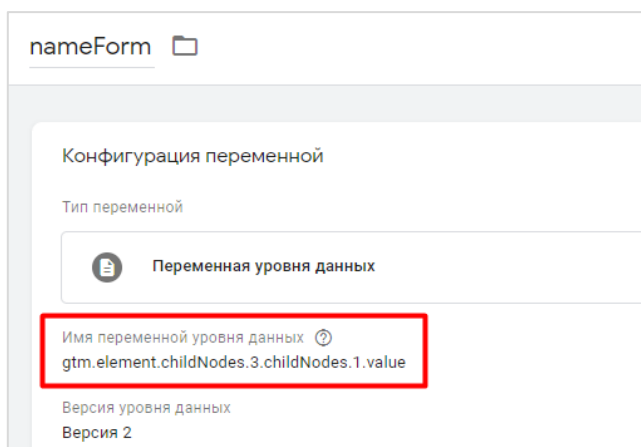 nameForm
Конфигурация переменной
Тип переменной
Переменная уровня данных
Имя переменной уровня данных
gtm.element.childNodes.3.childNodes.1.value
Версия уровня данных
Версия 2